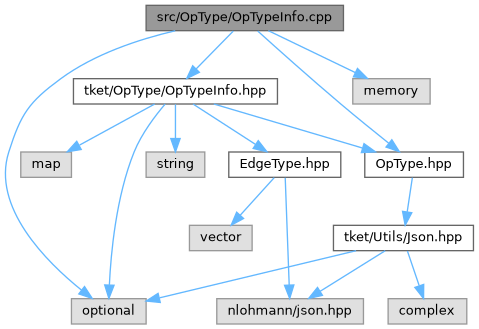 src/OpType/OpTypeInfo.cpp
tket/OpType/OpTypeInfo.hpp
memory
map
string
EdgeType.hpp
OpType.hpp
vector
tket/Utils/Json.hpp
optional
nlohmann/json.hpp
complex